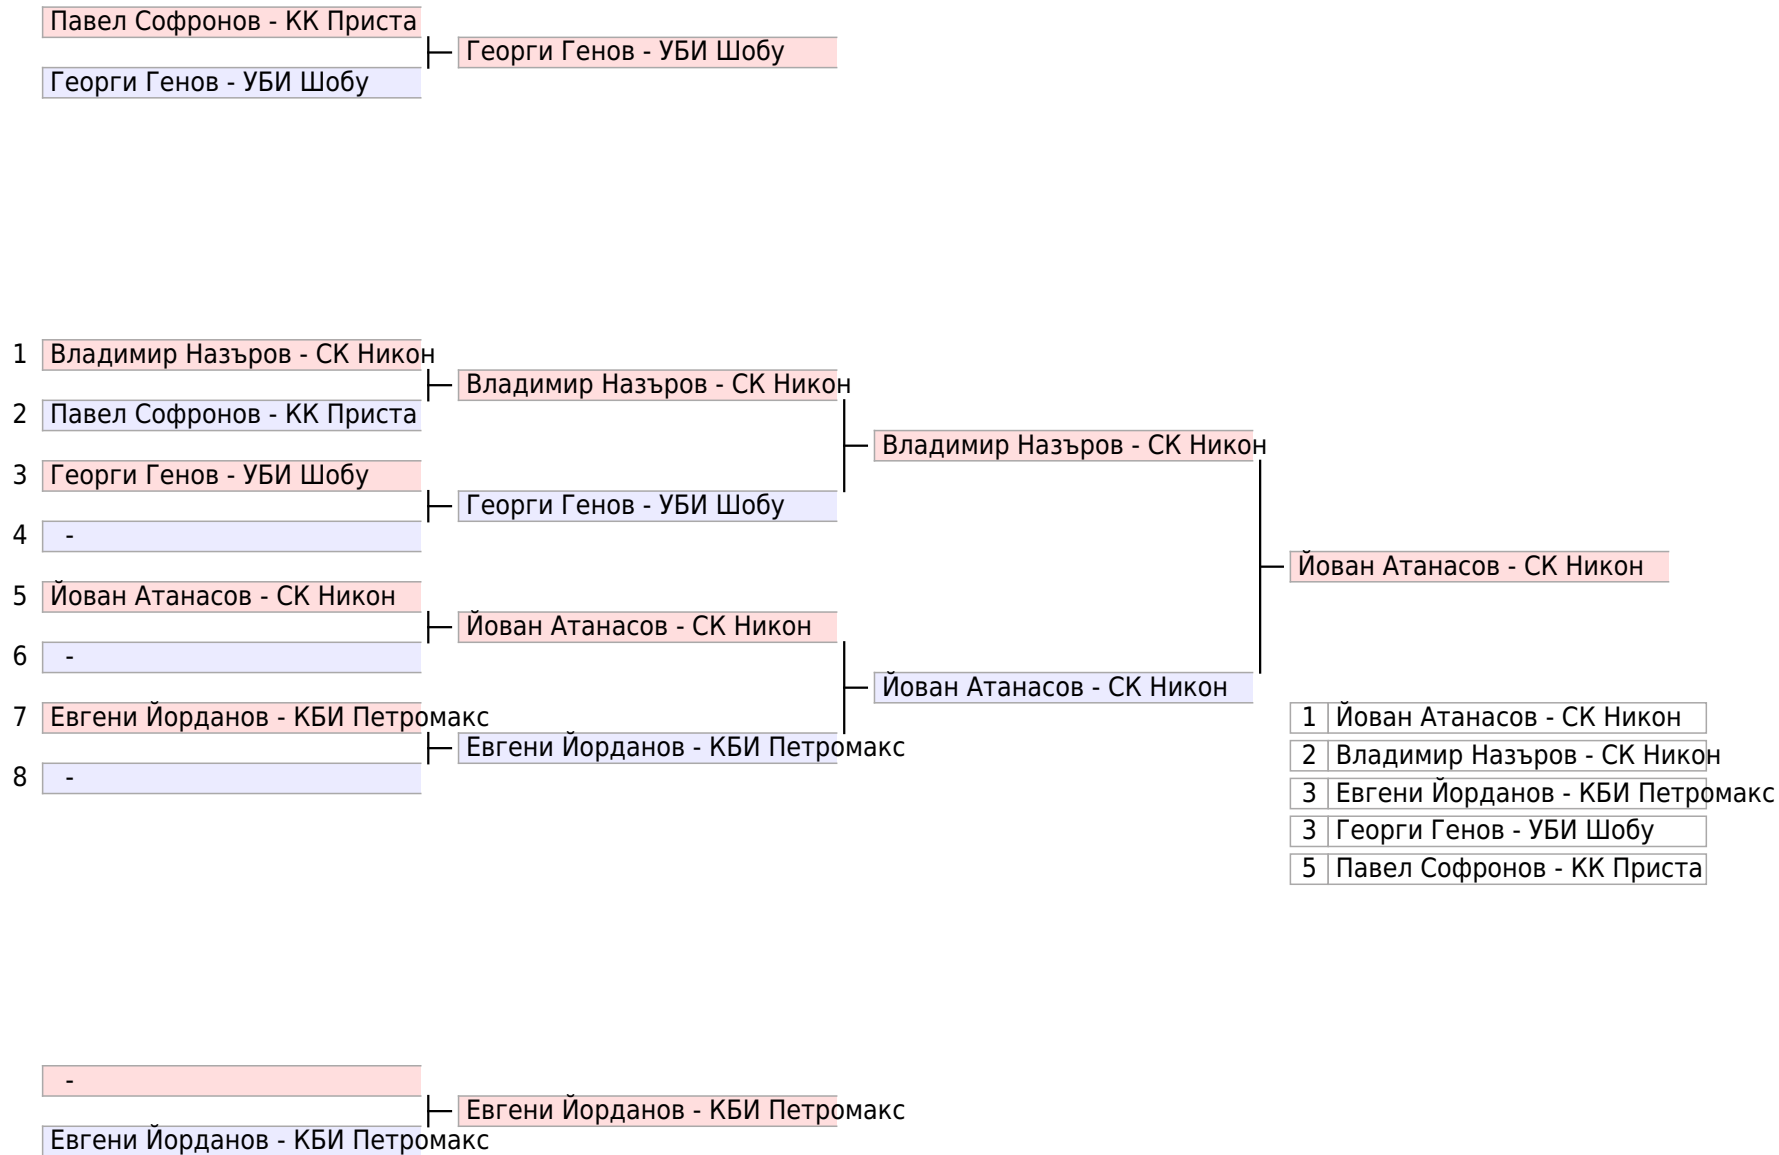 Павел Софронов - КК Приста
Георги Генов - УБИ Шобу
Георги Генов - УБИ Шобу
1 Владимир Назъров - СК Никон
Владимир Назъров - СК Никон
2 Павел Софронов - КК Приста
Владимир Назъров - СК Никон
3 Георги Генов - УБИ Шобу
Георги Генов - УБИ Шобу
4 -
Йован Атанасов - СК Никон
5 Йован Атанасов - СК Никон
Йован Атанасов - СК Никон
6 -
Йован Атанасов - СК Никон
7 Евгени Йорданов - КБИ Петромакс
Евгени Йорданов - КБИ Петромакс
8 -
1 Йован Атанасов - СК Никон
2 Владимир Назъров - СК Никон
3 Евгени Йорданов - КБИ Петромакс
3 Георги Генов - УБИ Шобу
5 Павел Софронов - КК Приста
-
Евгени Йорданов - КБИ Петромакс
Евгени Йорданов - КБИ Петромакс